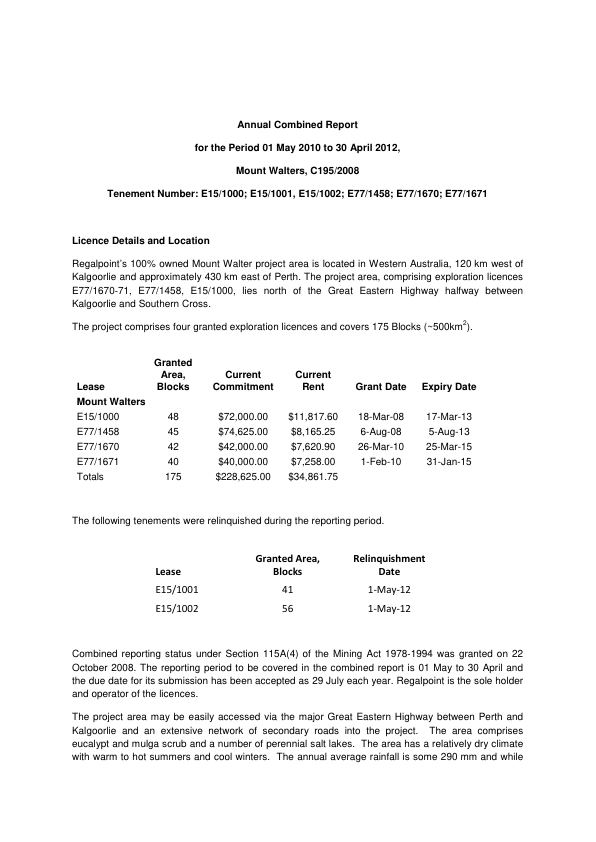 Annual Combined Report
for the Period 01 May 2010 to 30 April 2012,
Mount Walters, C195/2008
Tenement Number: E15/1000; E15/1001, E15/1002; E77/1458; E77/1670; E77/1671
Licence Details and Location
Regalpoint's 100% owned Mount Walter project area is located in Western Australia, 120 km west of
Kalgoorlie and approximately 430 km east of Perth. The project area, comprising exploration licences
E77/1670-71, E77/1458, E15/1000, lies north of the Great Eastern Highway halfway between
Kalgoorlie and Southern Cross.
The project comprises four granted exploration licences and covers 175 Blocks (~500km²).
Lease Granted Area, Blocks Current Commitment Current Rent Grant Date Expiry Date
Mount Walters
E15/1000 48 $72,000.00 $11,817.60 18-Mar-08 17-Mar-13
E77/1458 45 $74,625.00 $8,165.25 6-Aug-08 5-Aug-13
E77/1670 42 $42,000.00 $7,620.90 26-Mar-10 25-Mar-15
E77/1671 40 $40,000.00 $7,258.00 1-Feb-10 31-Jan-15
Totals 175 $228,625.00 $34,861.75
The following tenements were relinquished during the reporting period.
Lease Granted Area, Blocks Relinquishment Date
E15/1001 41 1-May-12
E15/1002 56 1-May-12
Combined reporting status under Section 115A(4) of the Mining Act 1978-1994 was granted on 22
October 2008. The reporting period to be covered in the combined report is 01 May to 30 April and
the due date for its submission has been accepted as 29 July each year. Regalpoint is the sole holder
and operator of the licences.
The project area may be easily accessed via the major Great Eastern Highway between Perth and
Kalgoorlie and an extensive network of secondary roads into the project. The area comprises
eucalypt and mulga scrub and a number of perennial salt lakes. The area has a relatively dry climate
with warm to hot summers and cool winters. The annual average rainfall is some 290 mm and while